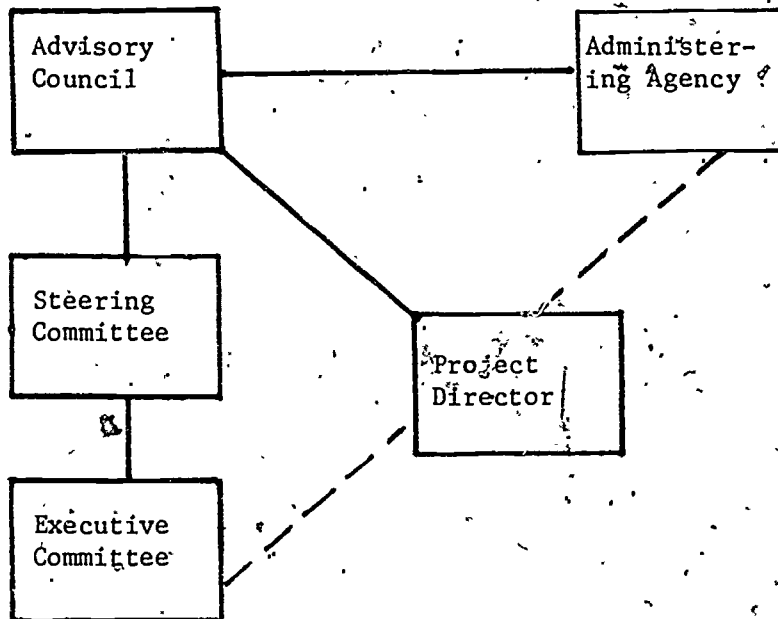 Advisory
Council
Administer-
ing Agency
Steering
Committee
Project
Director
Executive
Committee